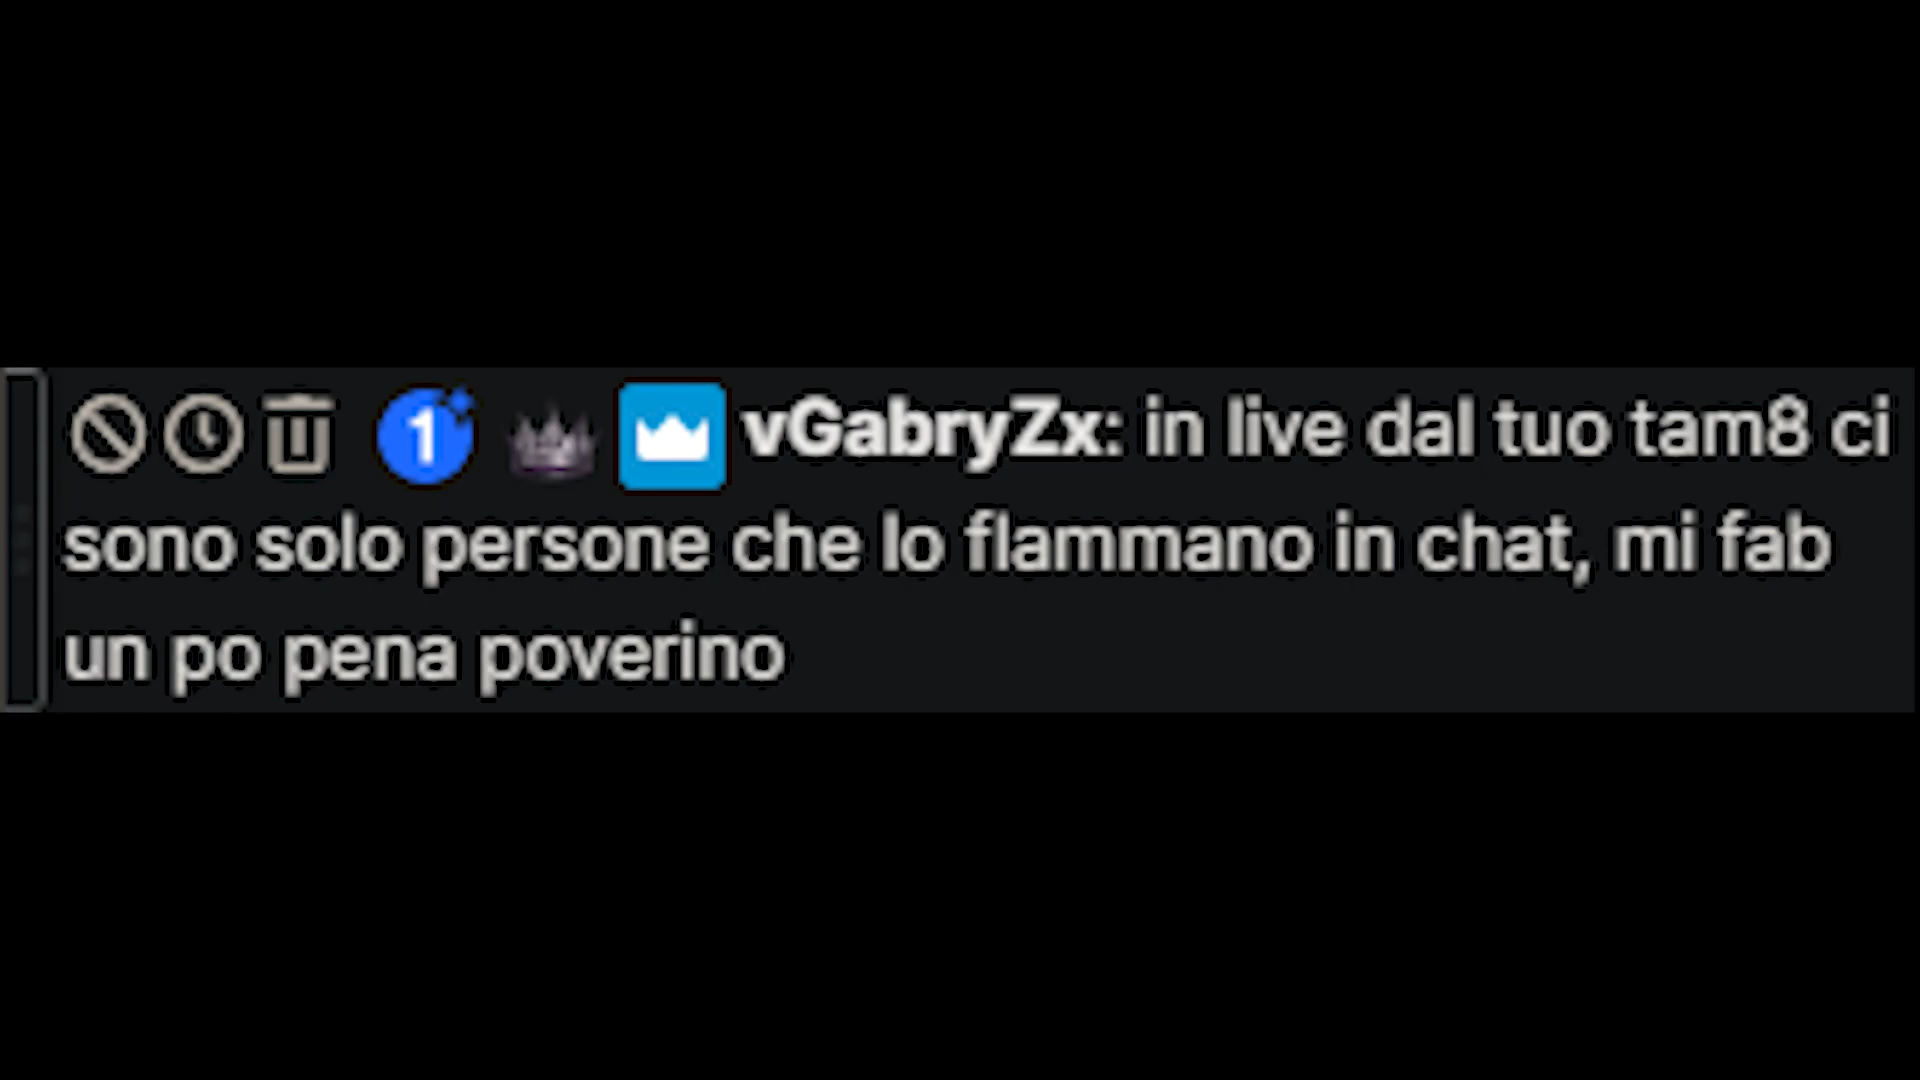 1 vGabryZx: in live dal tuo tam8 ci
sono solo persone che lo flammano in chat, mi fab
un po pena poverino